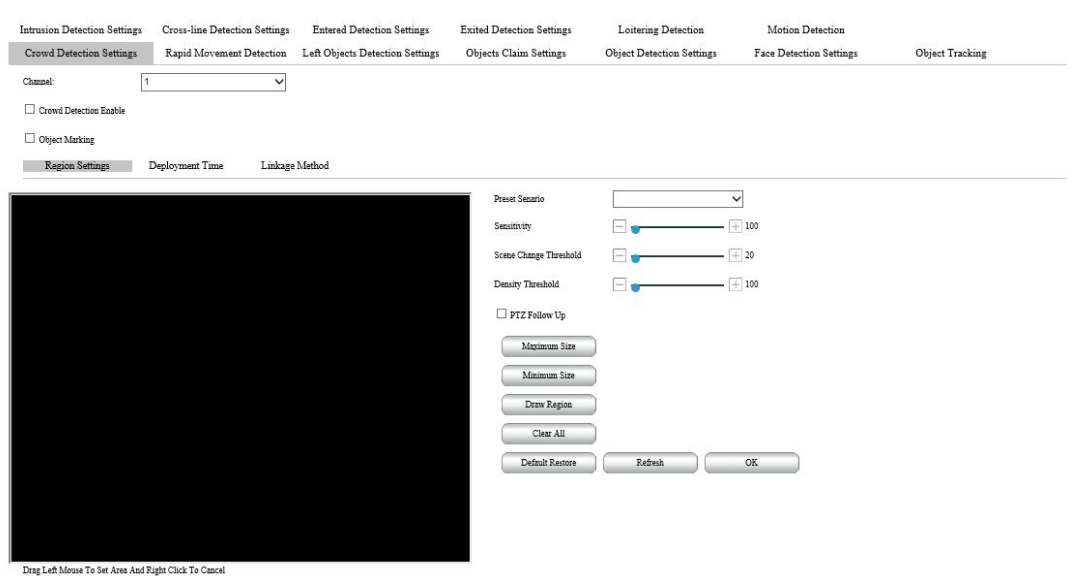 Intrusion Detection Settings Cross-line Detection Settings Entered Detection Settings Exited Detection Settings Loitering Detection Motion Detection
Crowd Detection Settings Rapid Movement Detection Left Objects Detection Settings Objects Claim Settings Object Detection Settings Face Detection Settings Object Tracking
Channel: 1
Crowd Detection Enable
Object Marking
Region Settings Deployment Time Linkage Method
Preset Senario
Sensitivity 100
Scene Change Threshold 20
Density Threshold 100
PTZ Follow Up
Maximum Size
Minimum Size
Draw Region
Clear All
Default Restore Refresh OK
Drag Left Mouse To Set Area And Right Click To Cancel